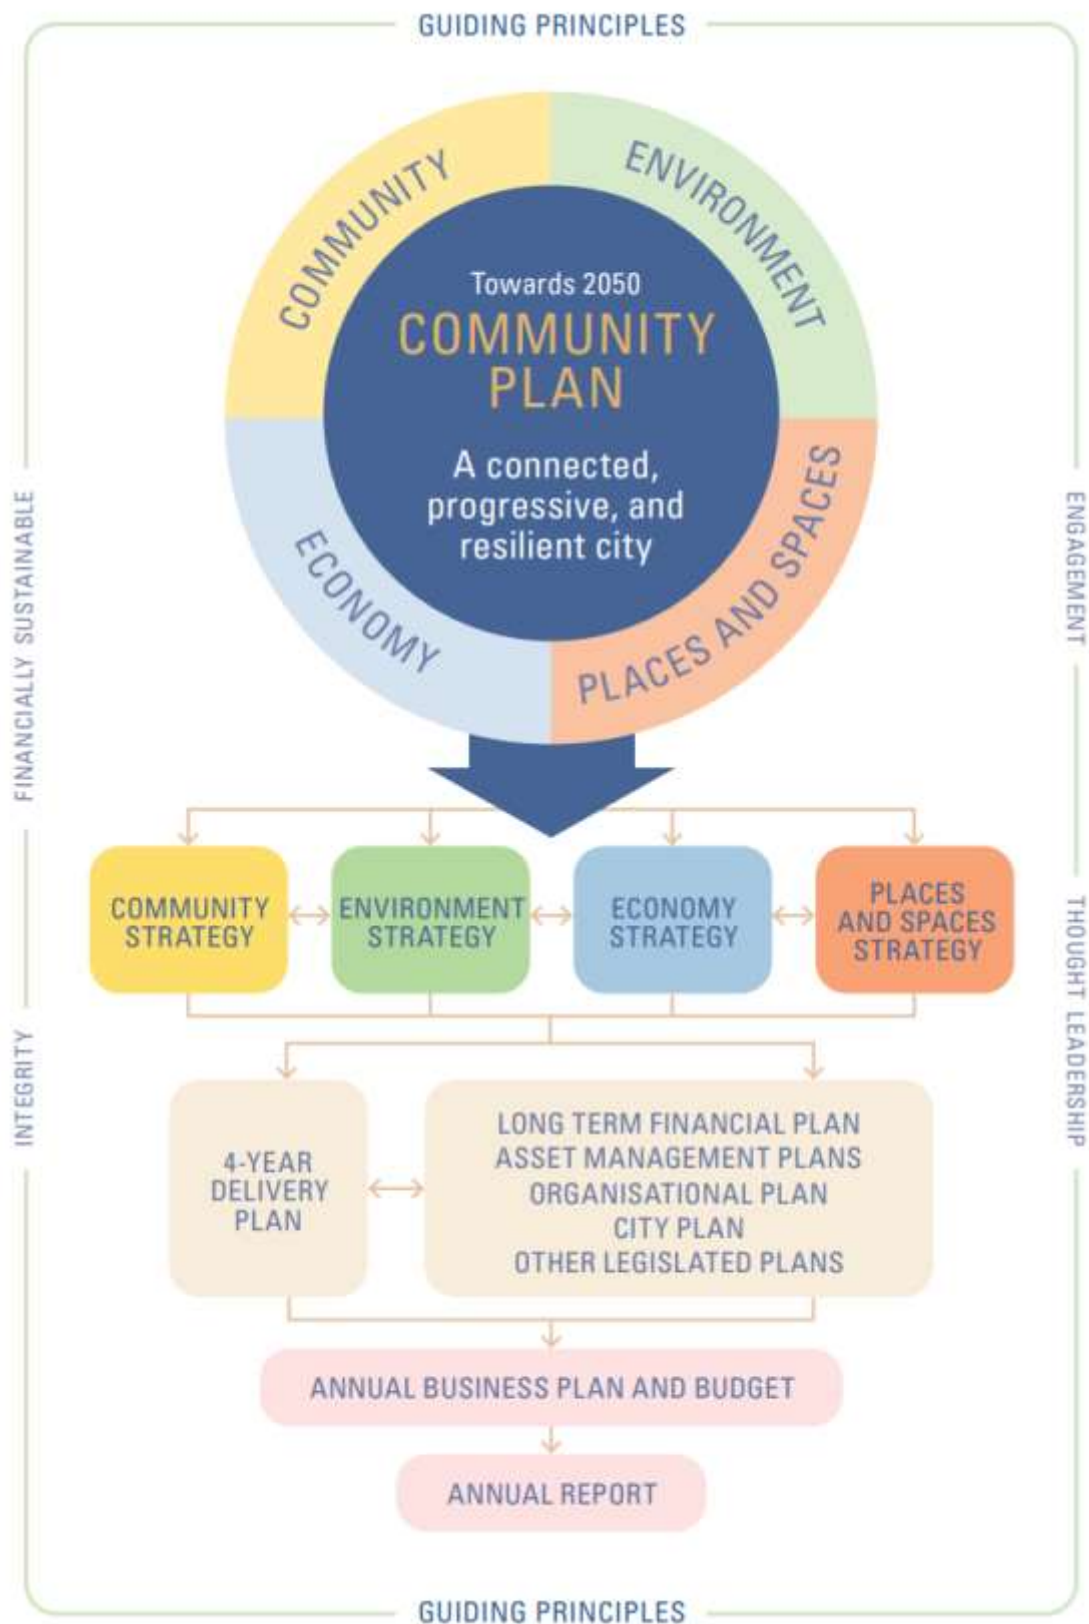 GUIDING PRINCIPLES
COMMUNITY
ENVIRONMENT
Towards 2050
COMMUNITY
PLAN
A connected,
progressive, and
resilient city
ECONOMY
PLACES AND SPACES
FINANCIALLY SUSTAINABLE
ENGAGEMENT
COMMUNITY
STRATEGY
ENVIRONMENT
STRATEGY
ECONOMY
STRATEGY
PLACES
AND SPACES
STRATEGY
INTEGRITY
THOUGHT LEADERSHIP
4-YEAR
DELIVERY
PLAN
LONG TERM FINANCIAL PLAN
ASSET MANAGEMENT PLANS
ORGANISATIONAL PLAN
CITY PLAN
OTHER LEGISLATED PLANS
ANNUAL BUSINESS PLAN AND BUDGET
ANNUAL REPORT
GUIDING PRINCIPLES